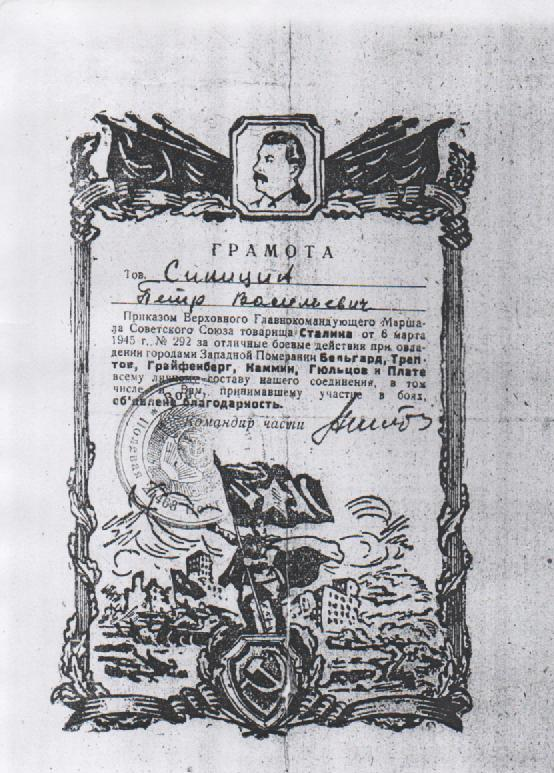 ГРАМОТА
Тов. Синицин
Петр Васильевич
Приказом Верховного Главнокомандующего Марша-
ла Советского Союза товарища Сталина от 6 марта
1945 г., № 292 за отличные боевые действия при овла-
дении городами Западной Померании Бельгард, Треп-
тов, Грайфенберг, Каммин, Гюльцов и Плате
всему личному составу нашего соединения, в том
числе и Вам, принимавшему участие в боях,
объявлена благодарность.
Командир части